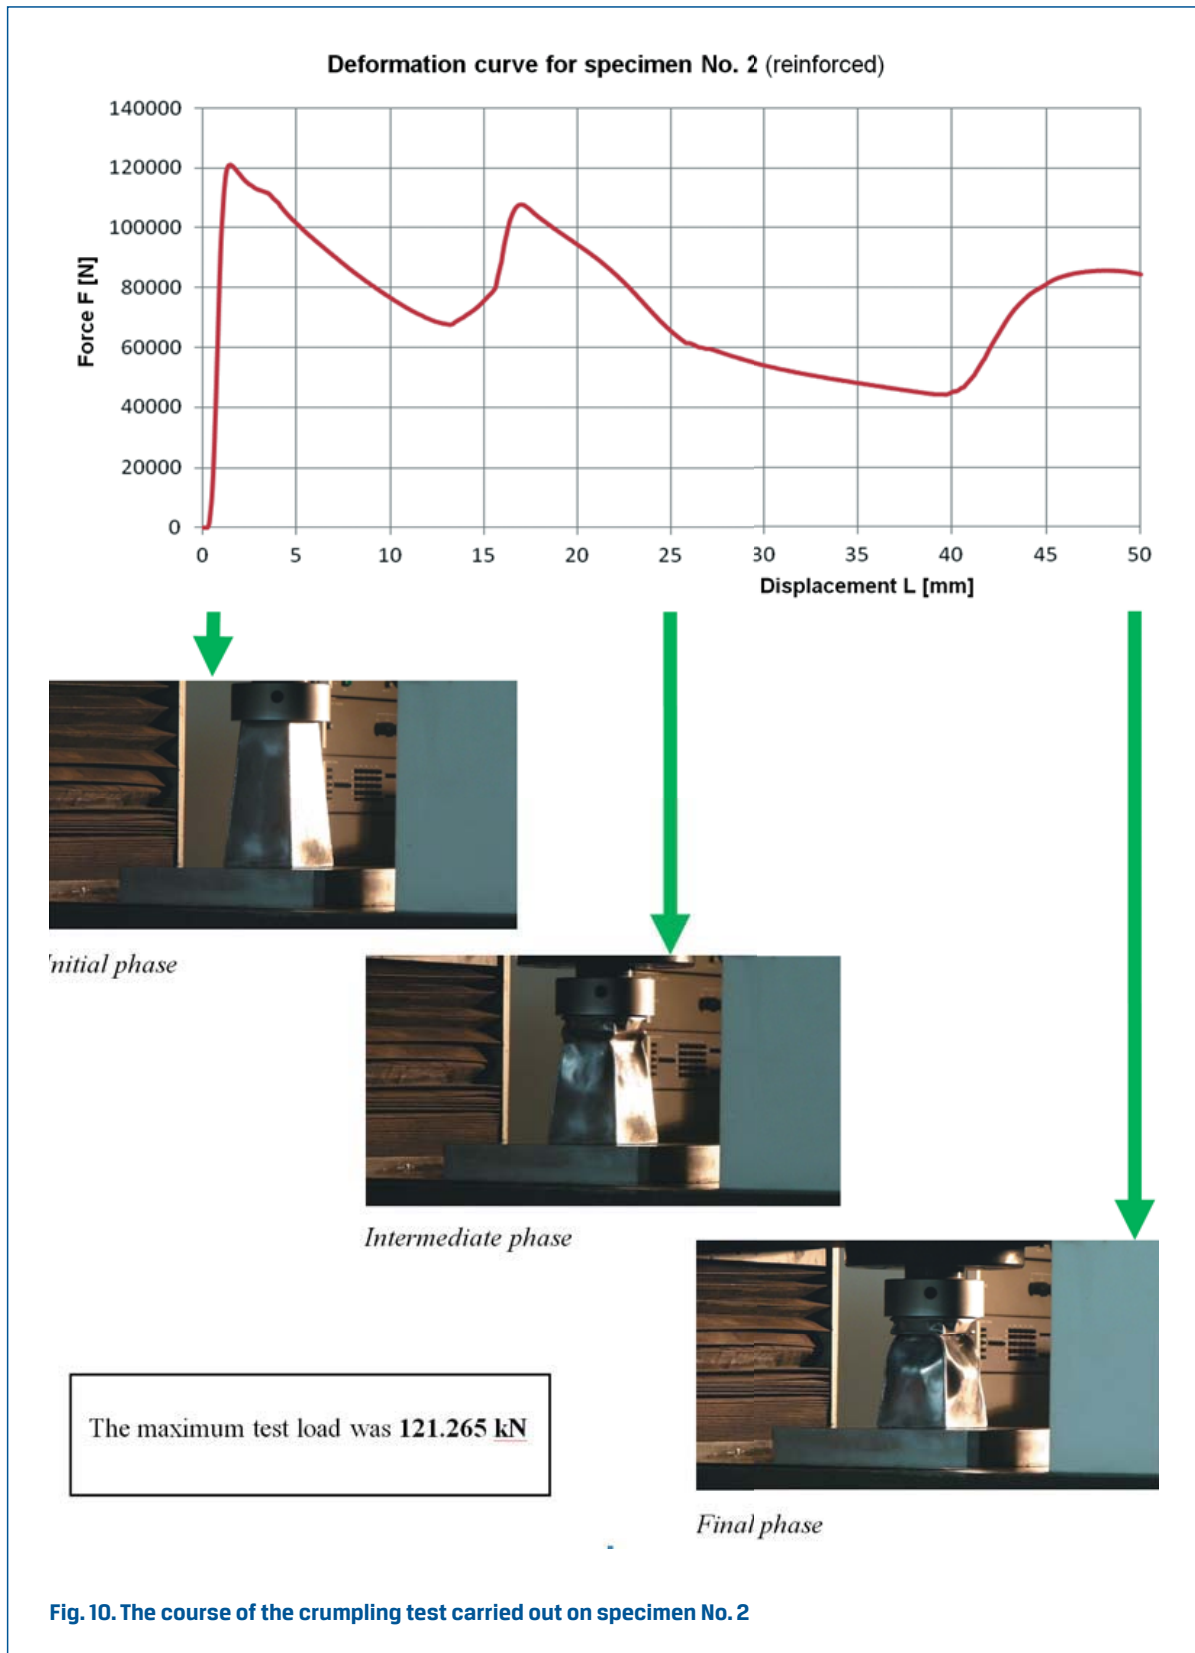 Deformation curve for specimen No. 2 (reinforced)
140000
120000
100000
80000
60000
40000
20000
0
Force F [N]
0 5 10 15 20 25 30 35 40 45 50
Displacement L [mm]
Initial phase
Intermediate phase
The maximum test load was 121.265 kN
Final phase
Fig. 10. The course of the crumpling test carried out on specimen No. 2